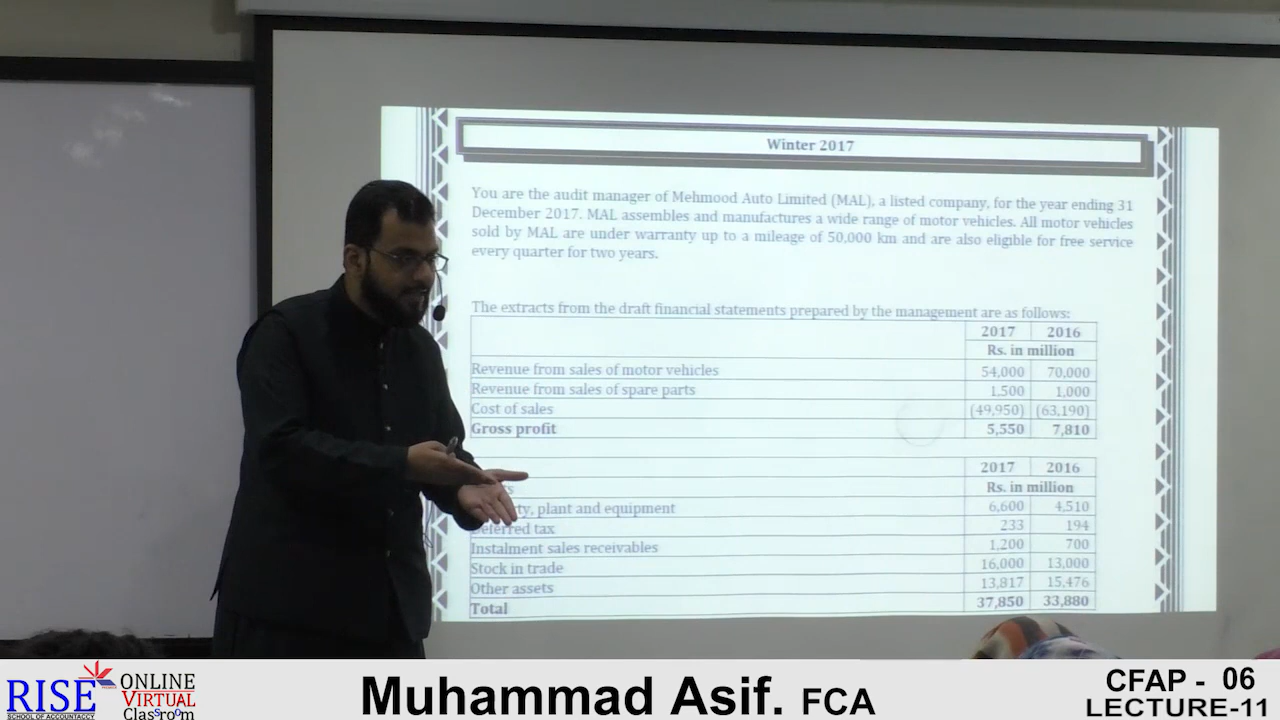 Winter 2017
You are the audit manager of Mehmood Auto Limited (MAL), a listed company, for the year ending 31
December 2017. MAL assembles and manufactures a wide range of motor vehicles. All motor vehicles
sold by MAL are under warranty up to a mileage of 50,000 km and are also eligible for free service
every quarter for two years.
The extracts from the draft financial statements prepared by the management are as follows:
2017 2016
Rs. in million
Revenue from sales of motor vehicles 54,000 70,000
Revenue from sales of spare parts 1,500 1,000
Cost of sales (49,950) (63,190)
Gross profit 5,550 7,810
2017 2016
Rs. in million
plant and equipment 6,600 4,510
Deferred tax 233 194
Instalment sales receivables 1,200 700
Stock in trade 16,000 13,000
Other assets 13,817 15,476
Total 37,850 33,880
RISE
SCHOOL OF ACCOUNTANCY
ONLINE
VIRTUAL
Classroom
Muhammad Asif. FCA
CFAP - 06
LECTURE-11